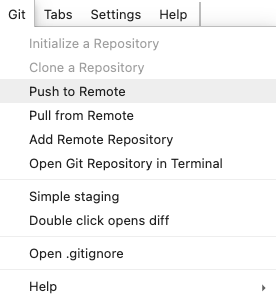 Git Tabs Settings Help
Initialize a Repository
Clone a Repository
Push to Remote
Pull from Remote
Add Remote Repository
Open Git Repository in Terminal
Simple staging
Double click opens diff
Open .gitignore
Help